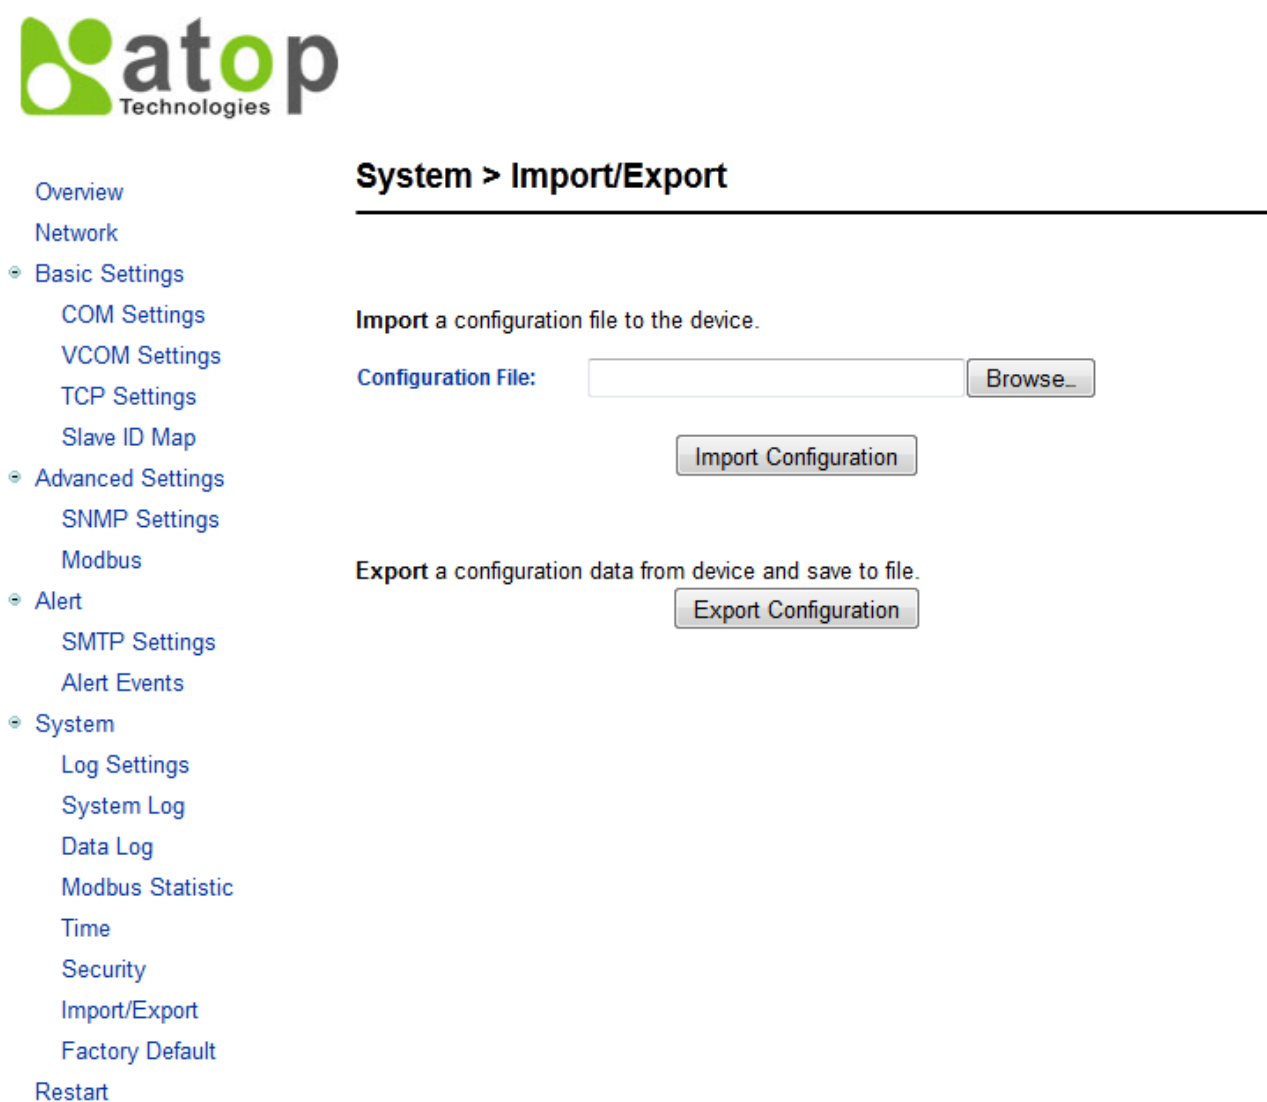 atop
Technologies
System > Import/Export
Overview
Network
Basic Settings
COM Settings
VCOM Settings
TCP Settings
Slave ID Map
Advanced Settings
SNMP Settings
Modbus
Alert
SMTP Settings
Alert Events
System
Log Settings
System Log
Data Log
Modbus Statistic
Time
Security
Import/Export
Factory Default
Restart
Import a configuration file to the device.
Configuration File: Browse...
Import Configuration
Export a configuration data from device and save to file.
Export Configuration